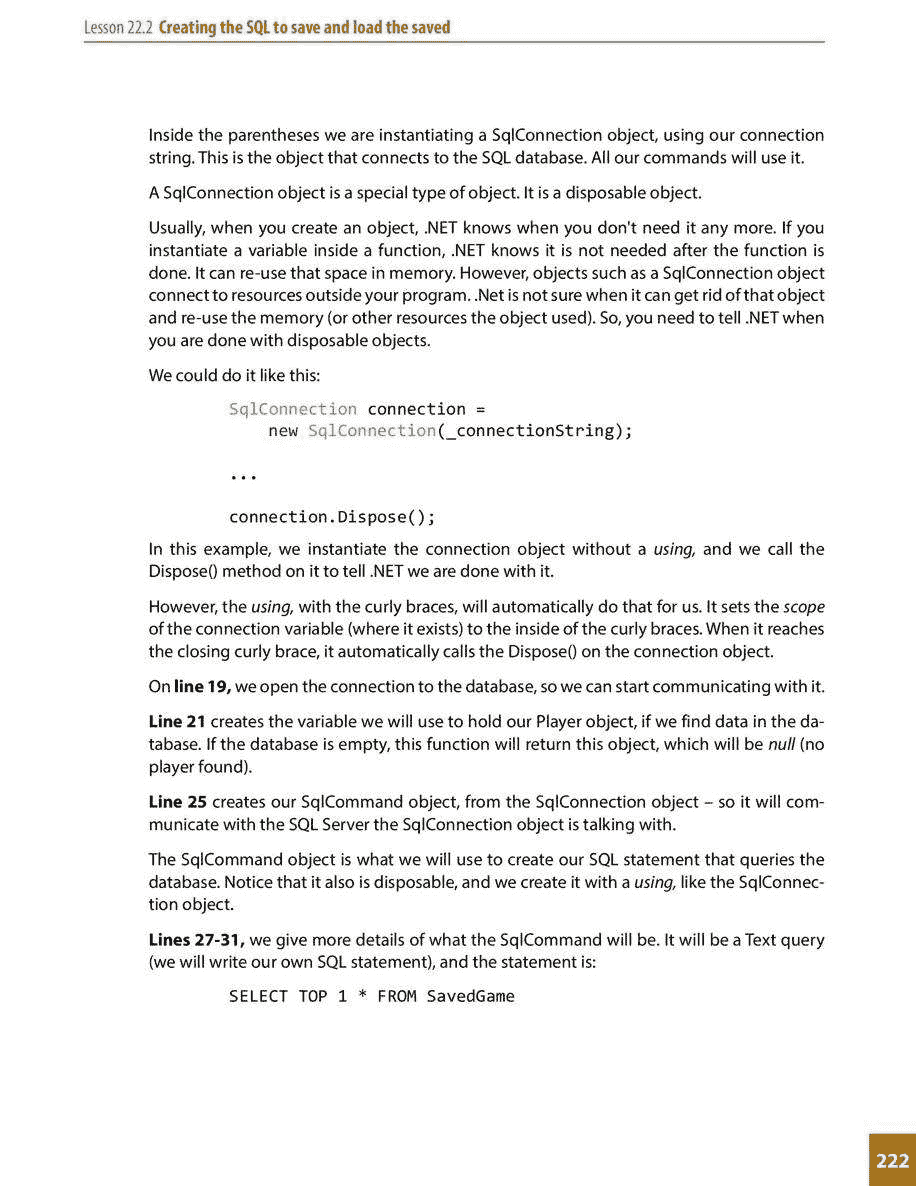 Lesson 22.2 Creating the SQL to save and load the saved
Inside the parentheses we are instantiating a SqlConnection object, using our connection
string. This is the object that connects to the SQL database. All our commands will use it.
A SqlConnection object is a special type of object. It is a disposable object.
Usually, when you create an object, .NET knows when you don't need it any more. If you
instantiate a variable inside a function, .NET knows it is not needed after the function is
done. It can re-use that space in memory. However, objects such as a SqlConnection object
connect to resources outside your program. .Net is not sure when it can get rid of that object
and re-use the memory (or other resources the object used). So, you need to tell .NET when
you are done with disposable objects.
We could do it like this:
SqlConnection connection =
new SqlConnection(_connectionString);
...
connection.Dispose();
In this example, we instantiate the connection object without a using, and we call the
Dispose() method on it to tell .NET we are done with it.
However, the using, with the curly braces, will automatically do that for us. It sets the scope
of the connection variable (where it exists) to the inside of the curly braces. When it reaches
the closing curly brace, it automatically calls the Dispose() on the connection object.
On line 19, we open the connection to the database, so we can start communicating with it.
Line 21 creates the variable we will use to hold our Player object, if we find data in the da-
tabase. If the database is empty, this function will return this object, which will be null (no
player found).
Line 25 creates our SqlCommand object, from the SqlConnection object – so it will com-
municate with the SQL Server the SqlConnection object is talking with.
The SqlCommand object is what we will use to create our SQL statement that queries the
database. Notice that it also is disposable, and we create it with a using, like the SqlConnec-
tion object.
Lines 27-31, we give more details of what the SqlCommand will be. It will be a Text query
(we will write our own SQL statement), and the statement is:
SELECT TOP 1 * FROM SavedGame
222